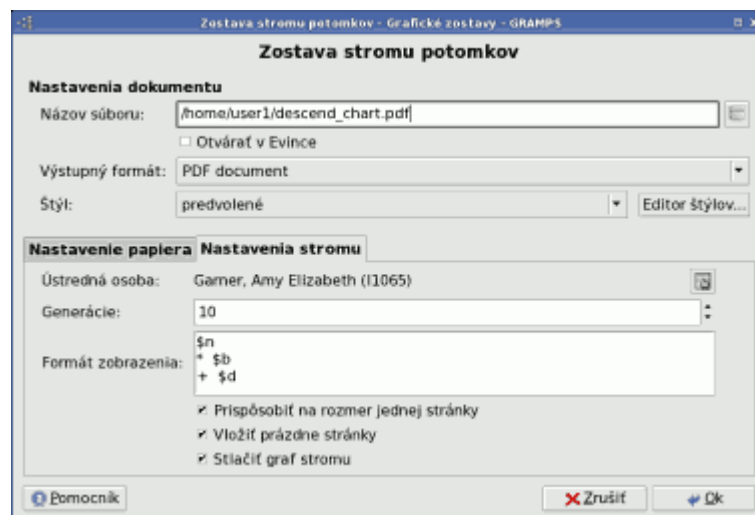 Zostava stromu potomkov - Grafické zostavy - GRAMPS
Zostava stromu potomkov
Nastavenia dokumentu
Názov súboru: /home/user1/descend_chart.pdf
Otvárať v Evince
Výstupný formát: PDF document
Štýl: predvolené Editor štýlov...
Nastavenie papiera Nastavenia stromu
Ústredná osoba: Garner, Amy Elizabeth (I1065)
Generácie: 10
Formát zobrazenia: $n
* $b
+ $d
Prispôsobiť na rozmer jednej stránky
Vložiť prázdne stránky
Stlačiť graf stromu
Pomocník Zrušiť Ok